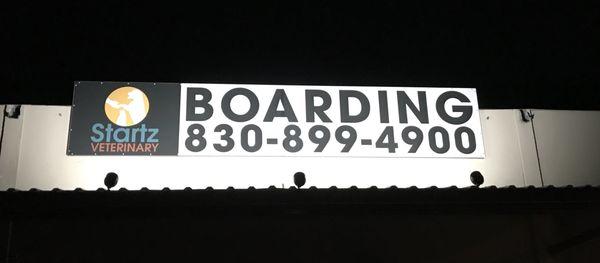 Startz
VETERINARY
BOARDING
830-899-4900